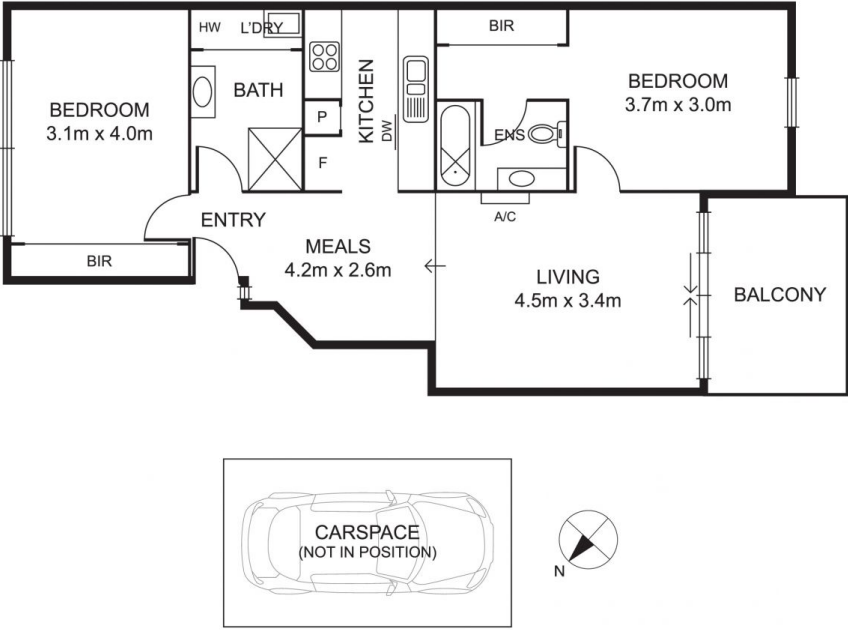 HW
L'DRY
BATH
BEDROOM
3.1m x 4.0m
BIR
ENTRY
KITCHEN
P
F
DW
MEALS
4.2m x 2.6m
BIR
ENS
BEDROOM
3.7m x 3.0m
A/C
LIVING
4.5m x 3.4m
BALCONY
CARSPACE
(NOT IN POSITION)
N